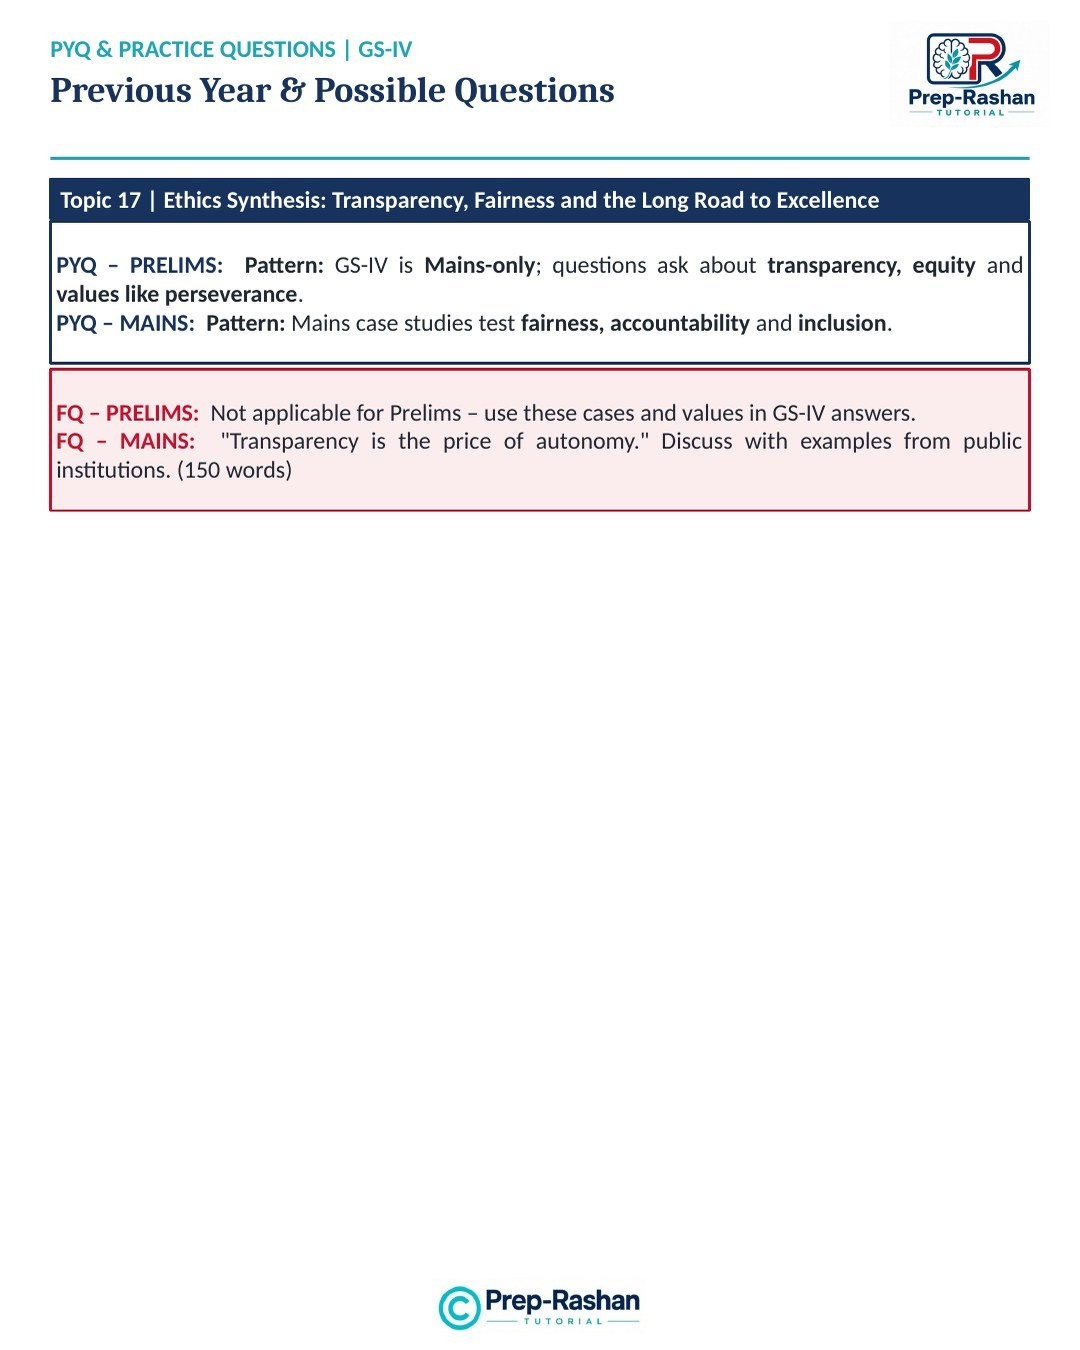 PYQ & PRACTICE QUESTIONS | GS-IV
Previous Year & Possible Questions
Prep-Rashan
TUTORIAL
Topic 17 | Ethics Synthesis: Transparency, Fairness and the Long Road to Excellence
PYQ – PRELIMS: Pattern: GS-IV is Mains-only; questions ask about transparency, equity and
values like perseverance.
PYQ – MAINS: Pattern: Mains case studies test fairness, accountability and inclusion.
FQ – PRELIMS: Not applicable for Prelims – use these cases and values in GS-IV answers.
FQ – MAINS: "Transparency is the price of autonomy." Discuss with examples from public
institutions. (150 words)
© Prep-Rashan
TUTORIAL